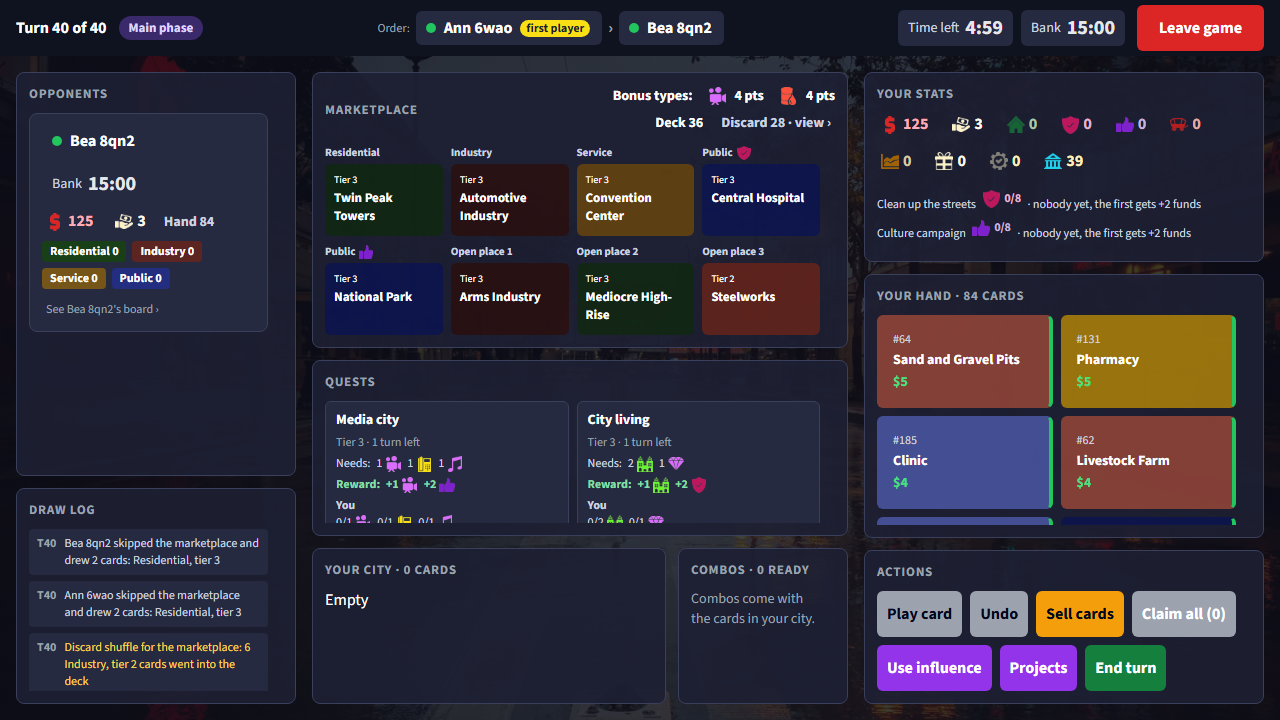 Turn 40 of 40
Main phase
Order:
Ann 6wao
first player
›
Bea 8qn2
Time left 4:59
Bank 15:00
Leave game
OPPONENTS
Bea 8qn2
Bank 15:00
125
3
Hand 84
Residential 0
Industry 0
Service 0
Public 0
See Bea 8qn2's board ›
DRAW LOG
T40 Bea 8qn2 skipped the marketplace and
drew 2 cards: Residential, tier 3
T40 Ann 6wao skipped the marketplace
and drew 2 cards: Residential, tier 3
T40 Discard shuffle for the marketplace: 6
Industry, tier 2 cards went into the
deck
MARKETPLACE
Bonus types: 4 pts 4 pts
Deck 36 Discard 28 · view ›
Residential
Tier 3
Twin Peak
Towers
Industry
Tier 3
Automotive
Industry
Service
Tier 3
Convention
Center
Public
Tier 3
Central Hospital
Public
Tier 3
National Park
Open place 1
Tier 3
Arms Industry
Open place 2
Tier 3
Mediocre High-
Rise
Open place 3
Tier 2
Steelworks
QUESTS
Media city
Tier 3 · 1 turn left
Needs: 1 1 1
Reward: +1 +2
You
0/1 0/1 0/1
City living
Tier 3 · 1 turn left
Needs: 2 1
Reward: +1 +2
You
0/2 0/1
YOUR CITY · 0 CARDS
Empty
COMBOS · 0 READY
Combos come with
the cards in your city.
YOUR STATS
125 3 0 0 0 0
0 0 0 39
Clean up the streets 0/8 · nobody yet, the first gets +2 funds
Culture campaign 0/8 · nobody yet, the first gets +2 funds
YOUR HAND · 84 CARDS
#64
Sand and Gravel Pits
$5
#131
Pharmacy
$5
#185
Clinic
$4
#62
Livestock Farm
$4
ACTIONS
Play card
Undo
Sell cards
Claim all (0)
Use influence
Projects
End turn